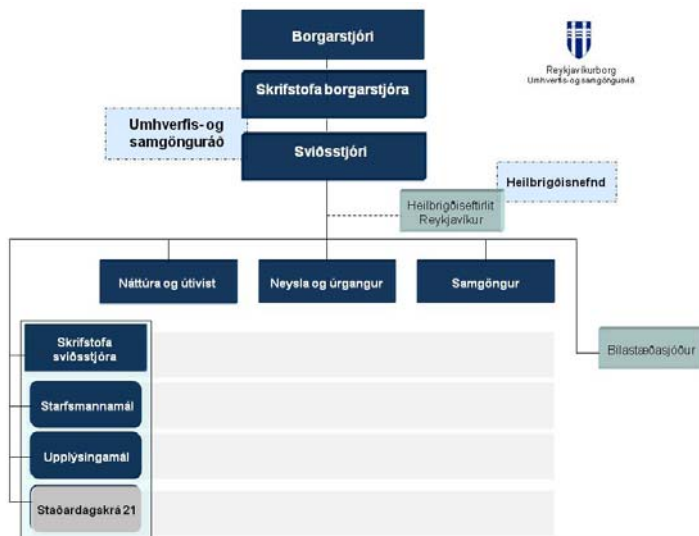 Borgarstjóri
Reykjavíkurborg
Umhverfis- og samgöngusvið
Skrifstofa borgarstjóra
Umhverfis- og
samgönguráð
Sviðsstjóri
Heilbrigðisnefnd
Heilbrigðiseftirlit
Reykjavíkur
Náttúra og útivist
Neysla og úrgangur
Samgöngur
Skrifstofa
sviðsstjóra
Bílastæðasjóður
Starfsmannamál
Upplýsingamál
Staðardagskrá 21